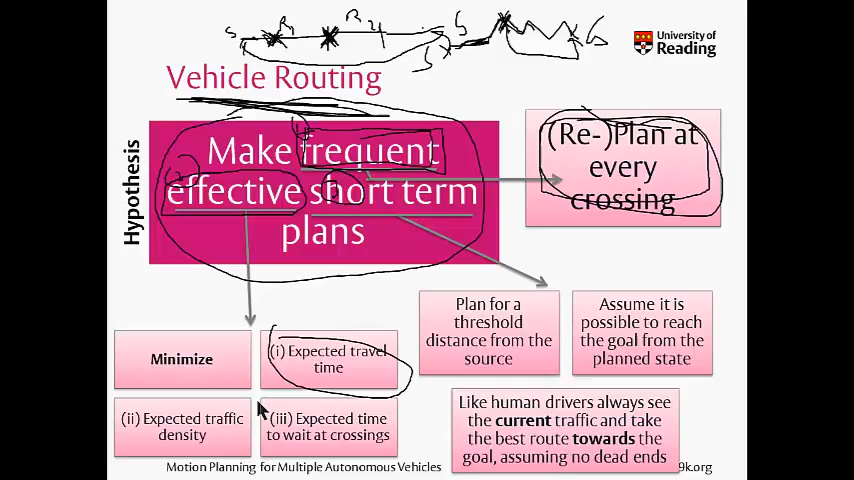 S R R4 G
University of
Reading
Vehicle Routing
Hypothesis
Make frequent
effective short term
plans
(Re-)Plan at
every
crossing
Minimize
(i) Expected travel
time
(ii) Expected traffic
density
(iii) Expected time
to wait at crossings
Plan for a
threshold
distance from the
source
Assume it is
possible to reach
the goal from the
planned state
Like human drivers always see
the current traffic and take
the best route towards the
goal, assuming no dead ends
Motion Planning for Multiple Autonomous Vehicles
9k.org